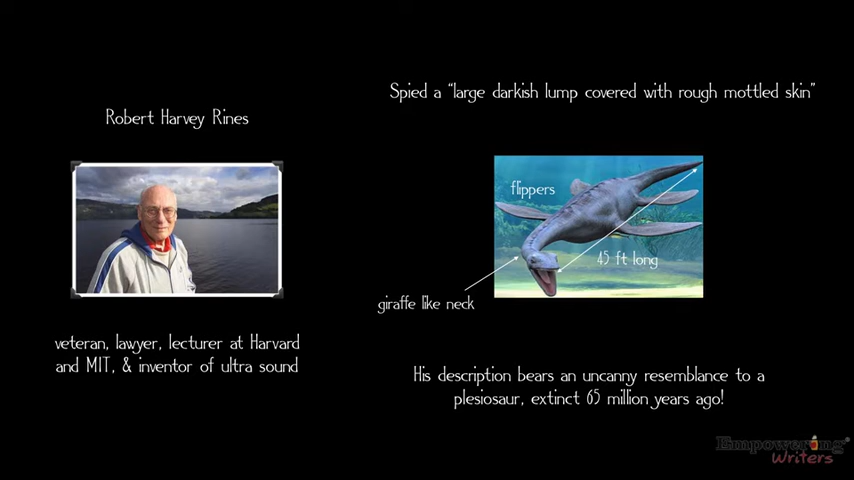 Robert Harvey Rines
veteran, lawyer, lecturer at Harvard
and MIT, & inventor of ultra sound
Spied a “large darkish lump covered with rough mottled skin”
flippers
45 ft long
giraffe like neck
His description bears an uncanny resemblance to a
plesiosaur, extinct 65 million years ago!
Empowering®
Writers